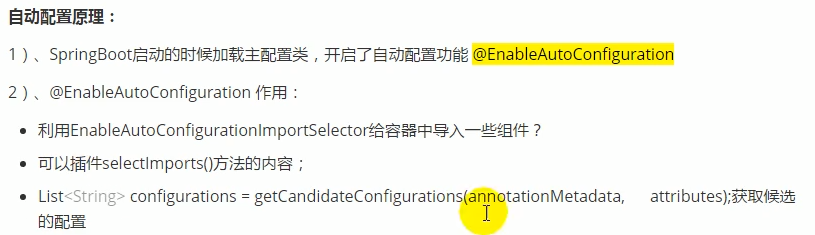 自动配置原理：
1）、SpringBoot启动的时候加载主配置类，开启了自动配置功能 @EnableAutoConfiguration
2）、@EnableAutoConfiguration 作用：
• 利用EnableAutoConfigurationImportSelector给容器中导入一些组件？
• 可以插件selectImports()方法的内容；
• List<String> configurations = getCandidateConfigurations(annotationMetadata, attributes);获取候选
的配置